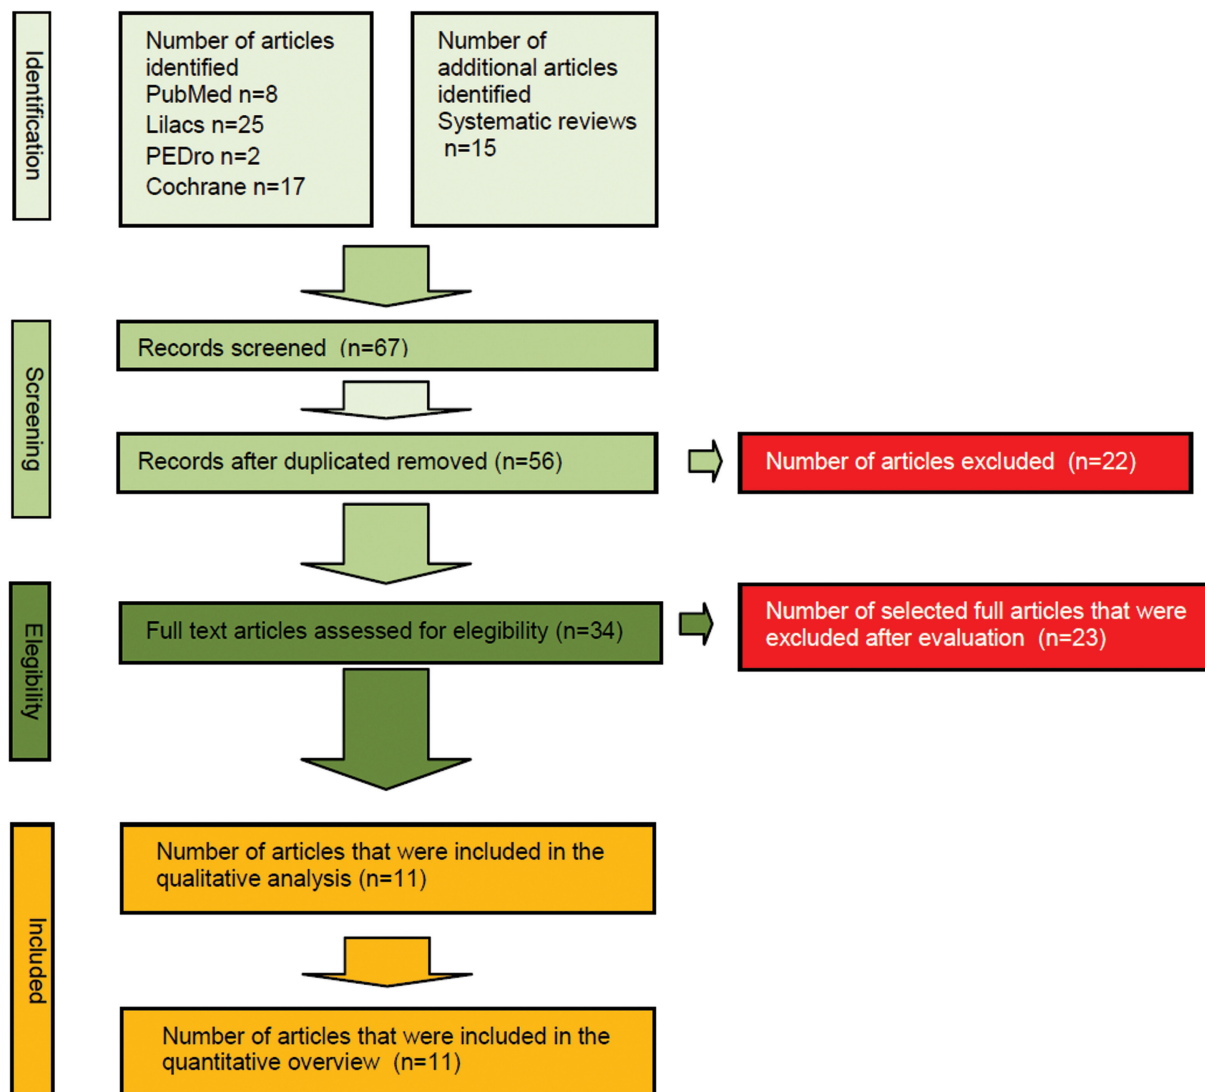 Identification
Number of articles
identified
PubMed n=8
Lilacs n=25
PEDro n=2
Cochrane n=17
Number of
additional articles
identified
Systematic reviews
n=15
Screening
Records screened (n=67)
Records after duplicated removed (n=56)
Number of articles excluded (n=22)
Elegibility
Full text articles assessed for elegibility (n=34)
Number of selected full articles that were
excluded after evaluation (n=23)
Included
Number of articles that were included in the
qualitative analysis (n=11)
Number of articles that were included in the
quantitative overview (n=11)